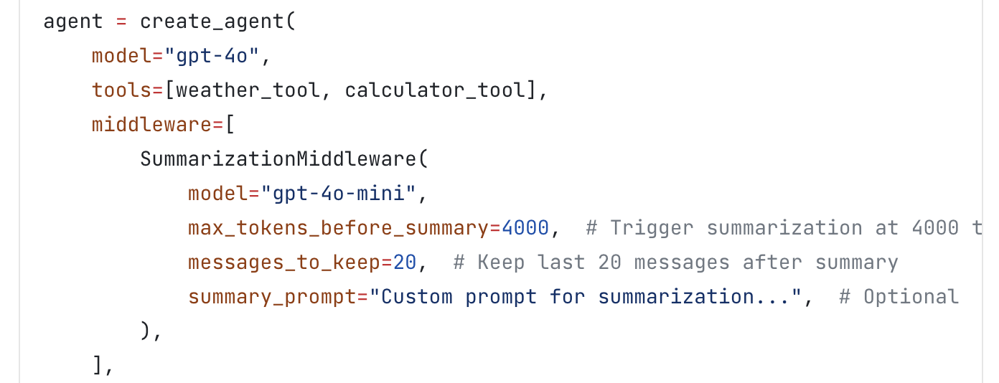 agent = create_agent(
    model="gpt-4o",
    tools=[weather_tool, calculator_tool],
    middleware=[
        SummarizationMiddleware(
            model="gpt-4o-mini",
            max_tokens_before_summary=4000,  # Trigger summarization at 4000 t
            messages_to_keep=20,  # Keep last 20 messages after summary
            summary_prompt="Custom prompt for summarization...",  # Optional
        ),
    ],